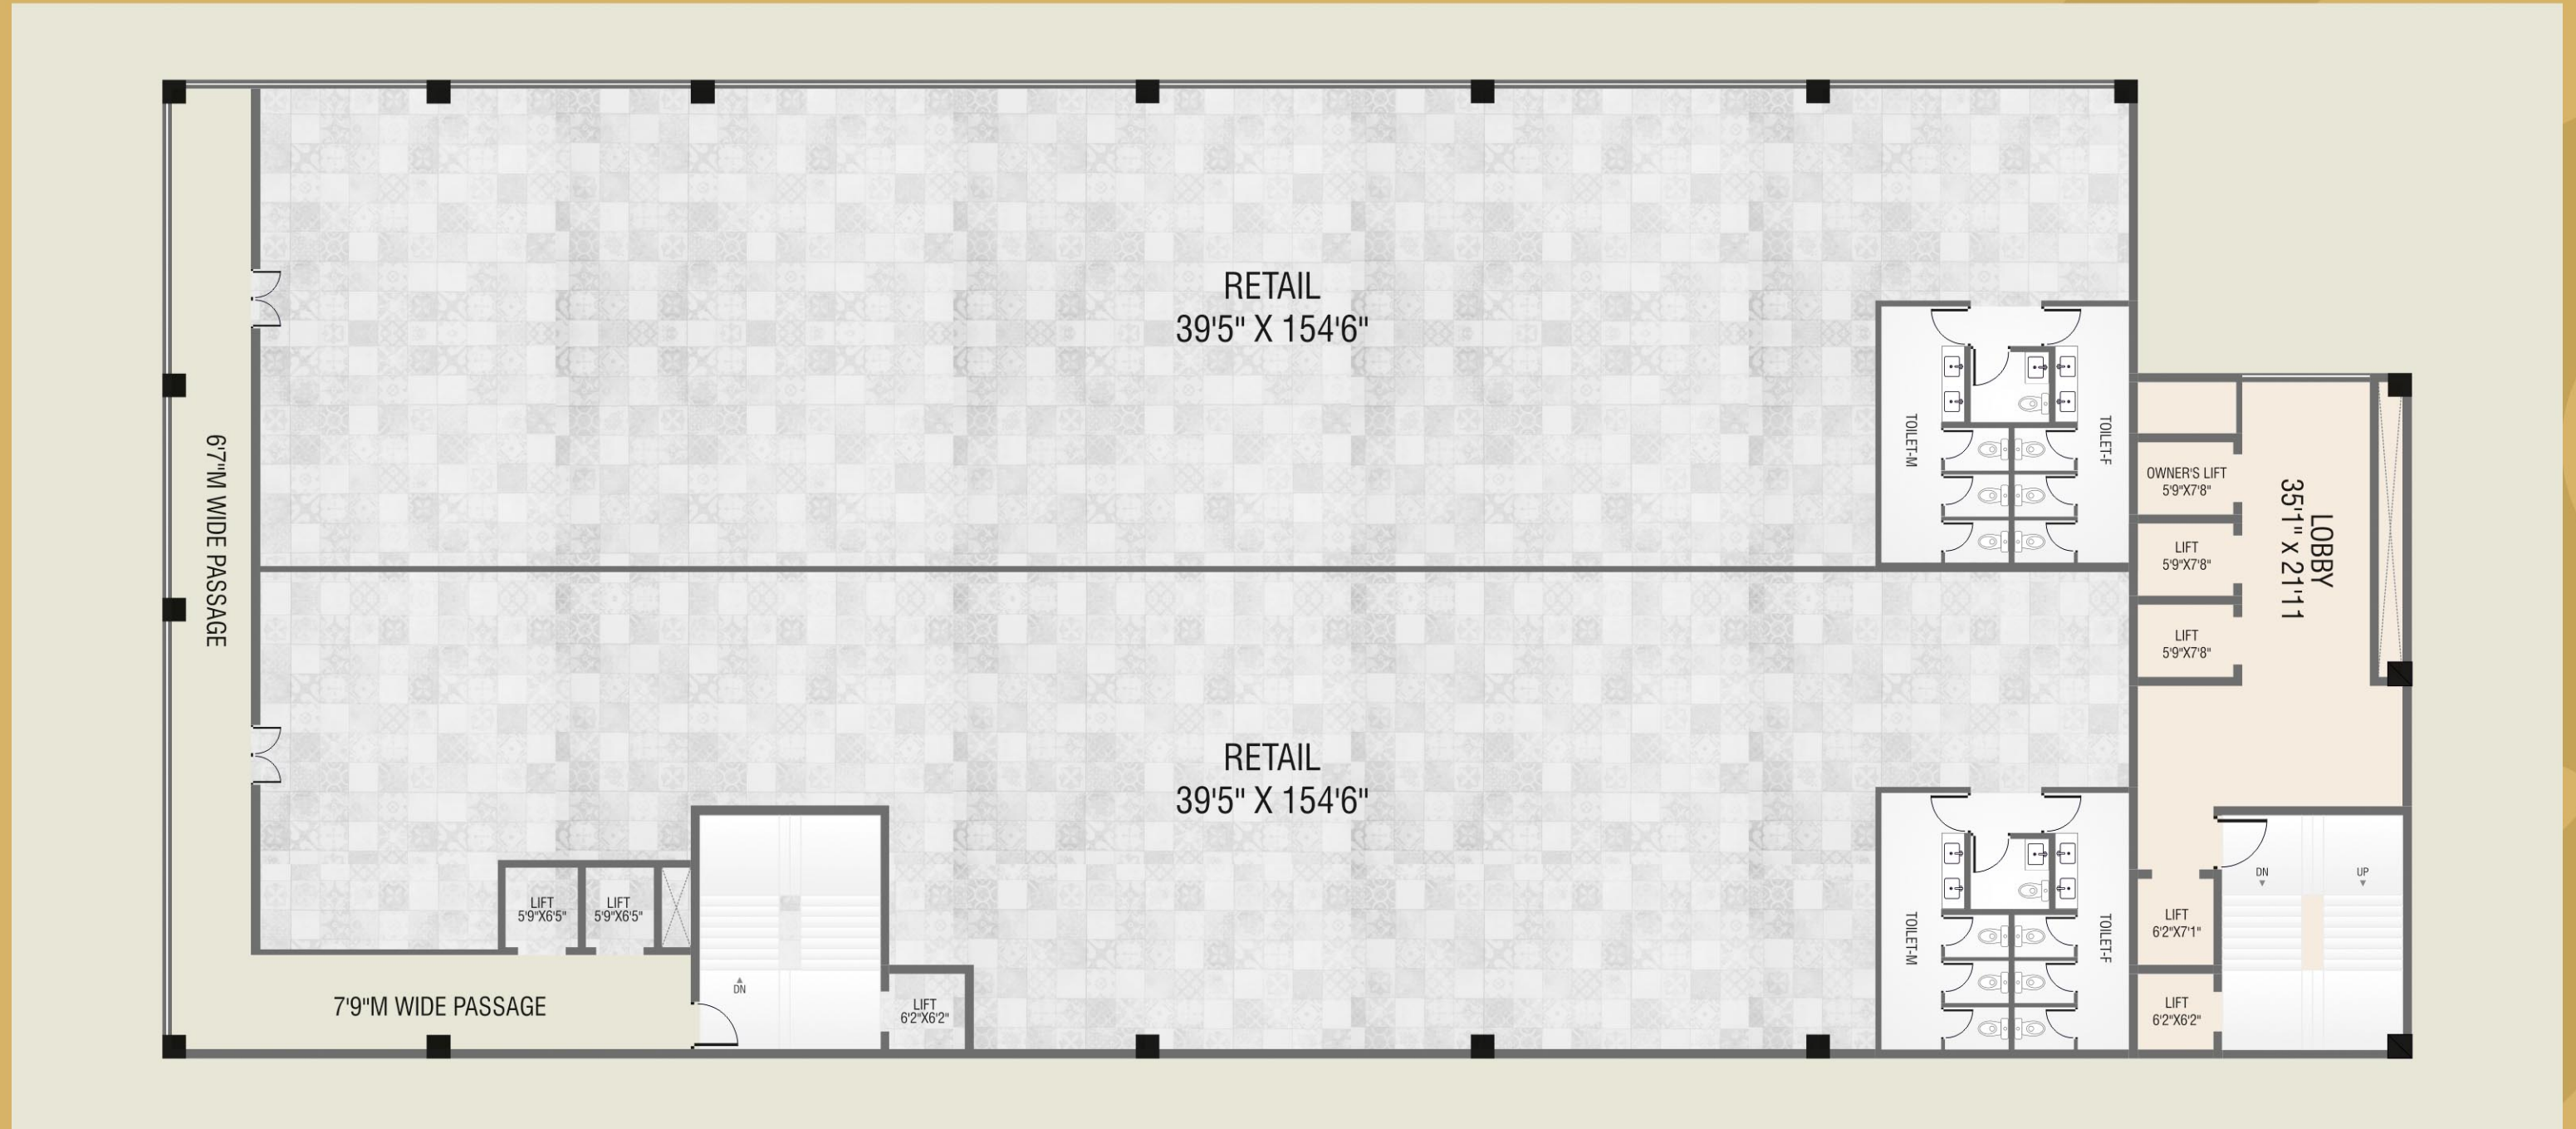 RETAIL
39'5" X 154'6"
6'7"M WIDE PASSAGE
TOILET-M
TOILET-F
OWNER'S LIFT
5'9"X7'8"
LIFT
5'9"X7'8"
LIFT
5'9"X7'8"
LOBBY
35'1" x 21'11
RETAIL
39'5" X 154'6"
LIFT
5'9"X6'5"
LIFT
5'9"X6'5"
DN
LIFT
6'2"X6'2"
7'9"M WIDE PASSAGE
TOILET-M
TOILET-F
LIFT
6'2"X7'1"
LIFT
6'2"X6'2"
DN
UP